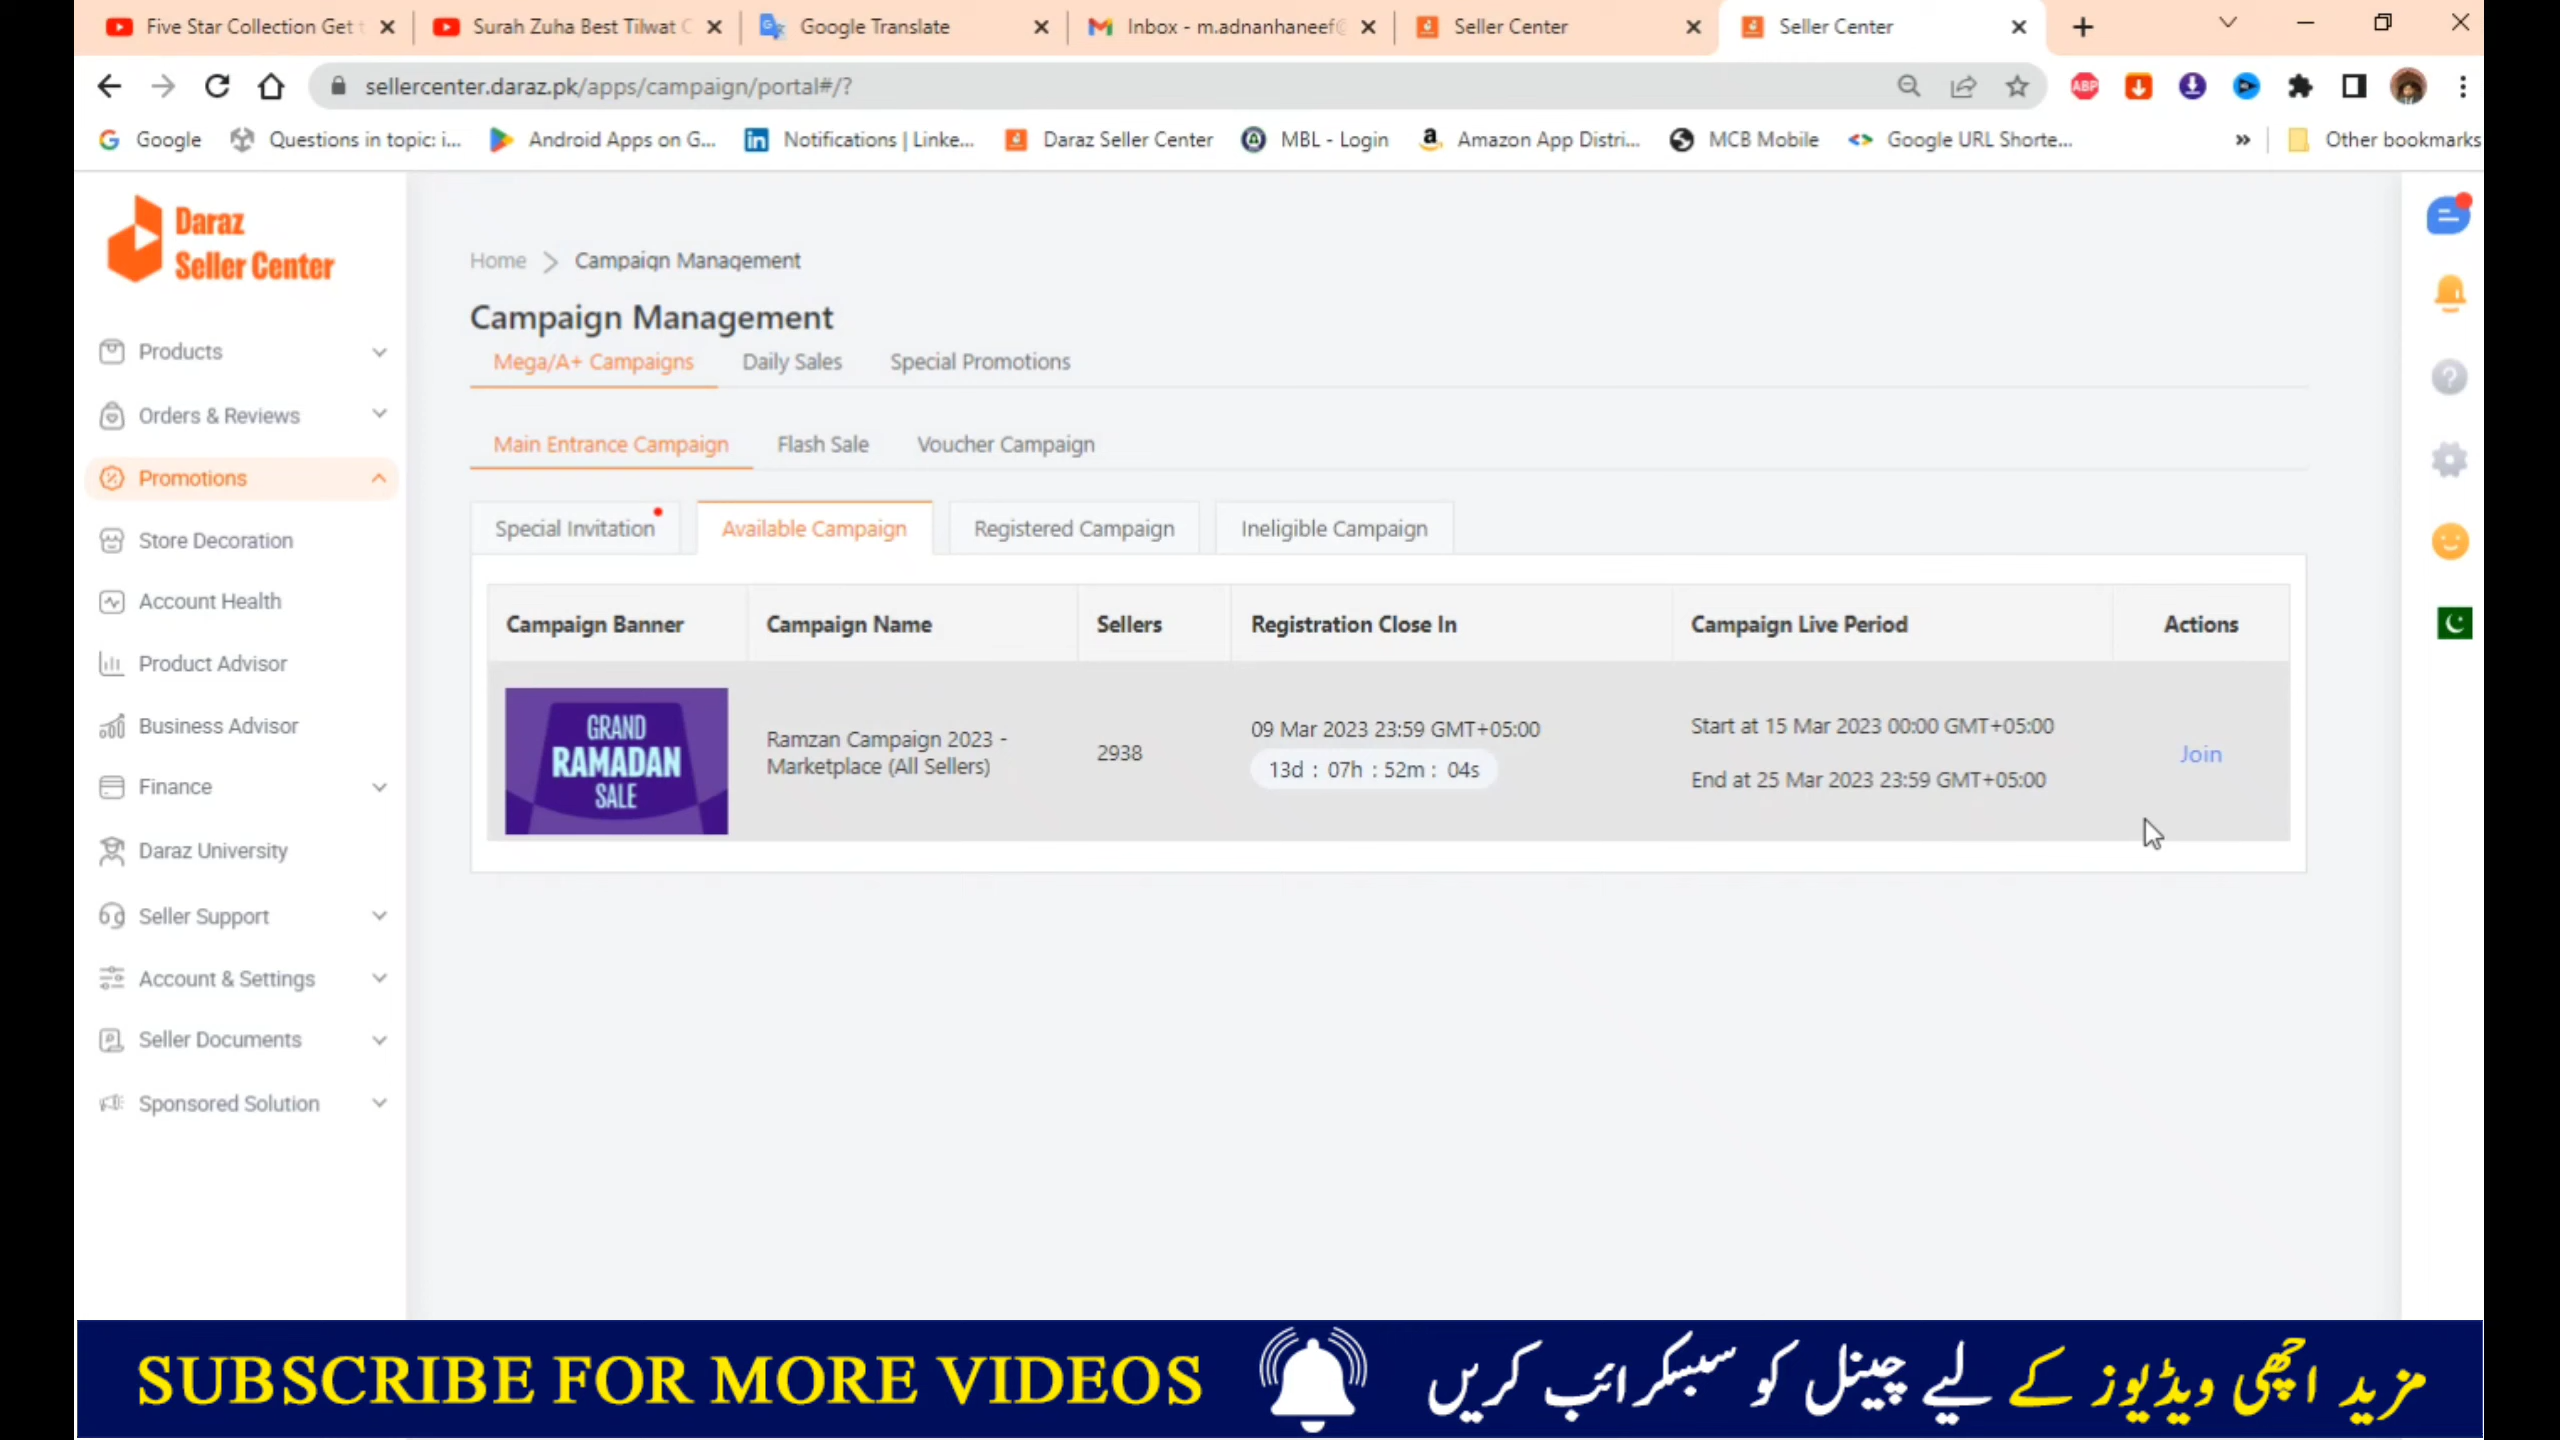 Five Star Collection Get t
Surah Zuha Best Tilwat C
Google Translate
Inbox - m.adnanhaneef@
Seller Center
Seller Center
sellercenter.daraz.pk/apps/campaign/portal#/?
ABP
Google
Questions in topic: i...
Android Apps on G...
Notifications | Linke...
Daraz Seller Center
MBL - Login
Amazon App Distri...
MCB Mobile
Google URL Shorte...
Other bookmarks
Daraz
Seller Center
Products
Orders & Reviews
Promotions
Store Decoration
Account Health
Product Advisor
Business Advisor
Finance
Daraz University
Seller Support
Account & Settings
Seller Documents
Sponsored Solution
Home > Campaign Management
Campaign Management
Mega/A+ Campaigns Daily Sales Special Promotions
Main Entrance Campaign Flash Sale Voucher Campaign
Special Invitation Available Campaign Registered Campaign Ineligible Campaign
Campaign Banner Campaign Name Sellers Registration Close In Campaign Live Period Actions
GRAND
RAMADAN
SALE
Ramzan Campaign 2023 -
Marketplace (All Sellers)
2938
09 Mar 2023 23:59 GMT+05:00
13d : 07h : 52m : 04s
Start at 15 Mar 2023 00:00 GMT+05:00
End at 25 Mar 2023 23:59 GMT+05:00
Join
SUBSCRIBE FOR MORE VIDEOS
مزید اچھی ویڈیوز کے لیے چینل کو سبسکرائب کریں